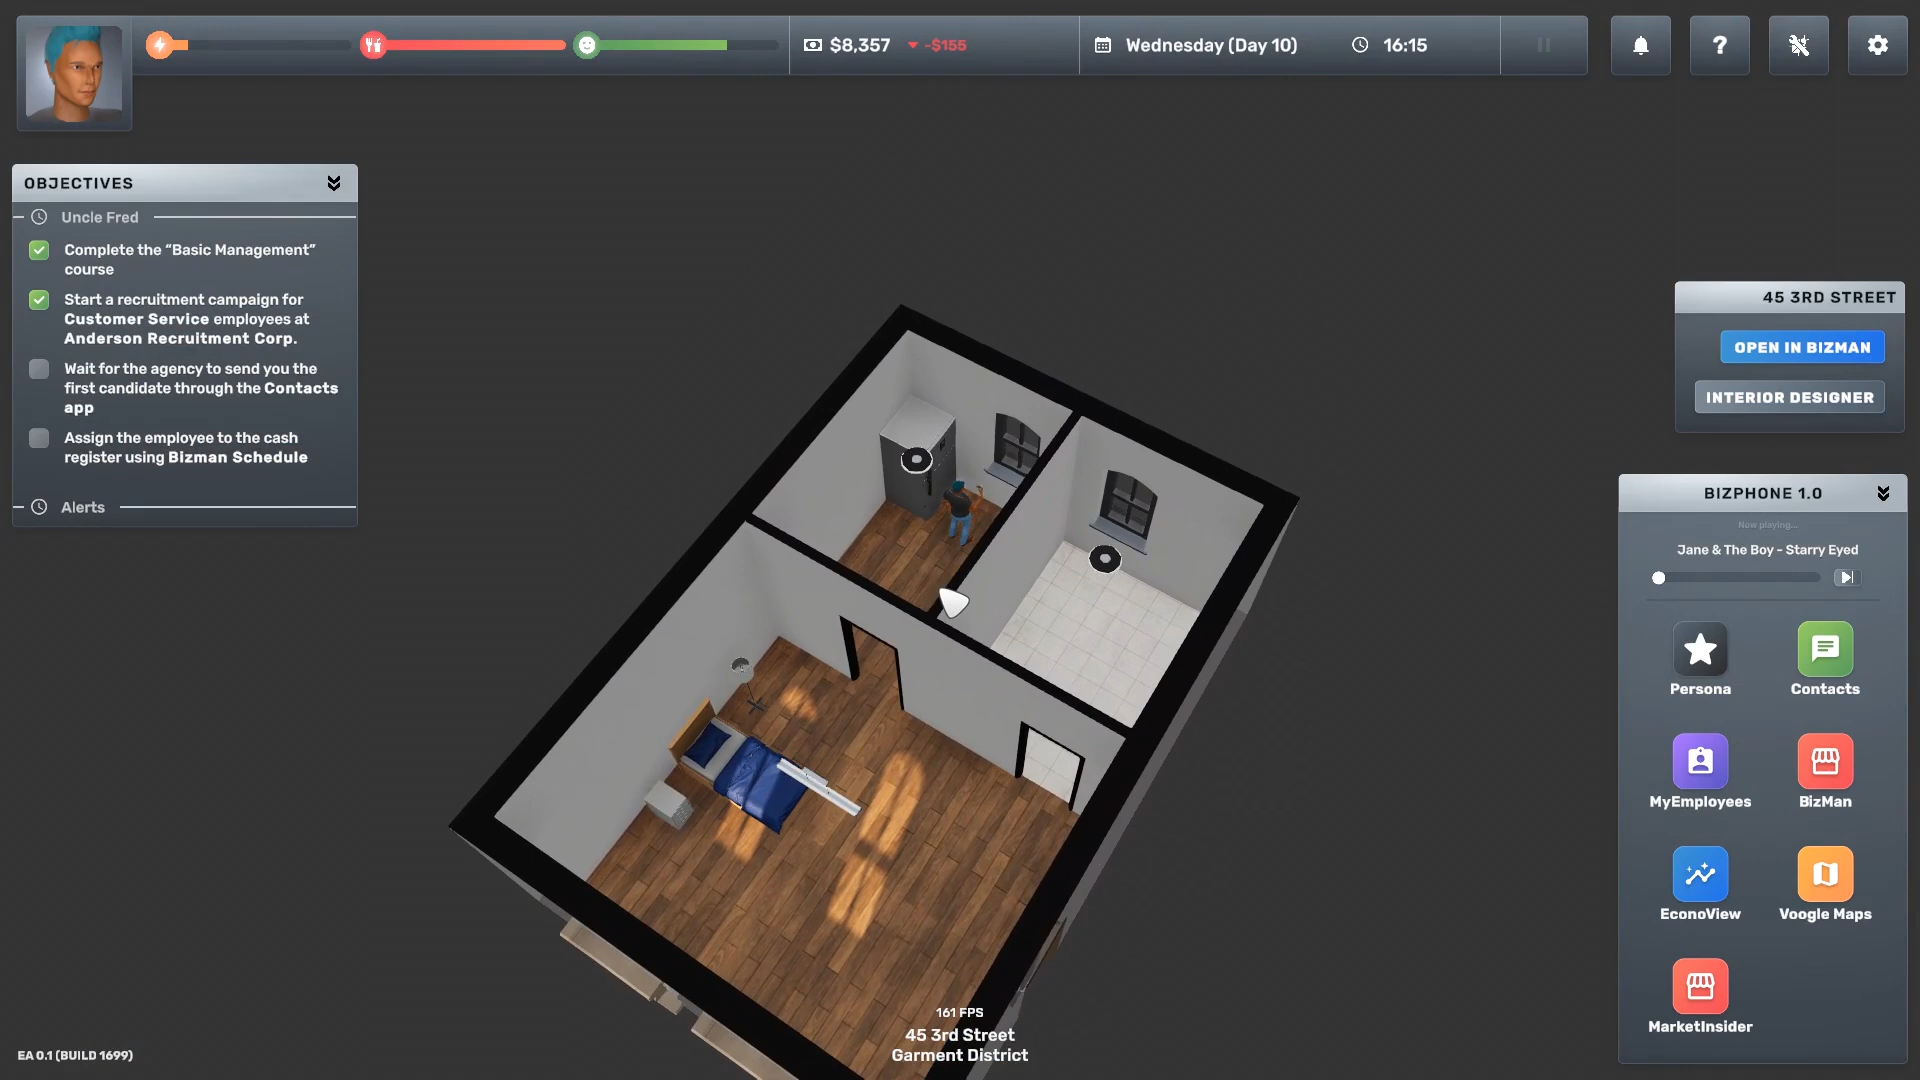 $8,357
-$155
Wednesday (Day 10)
16:15
?
OBJECTIVES
Uncle Fred
Complete the “Basic Management”
course
Start a recruitment campaign for
Customer Service employees at
Anderson Recruitment Corp.
Wait for the agency to send you the
first candidate through the Contacts
app
Assign the employee to the cash
register using Bizman Schedule
Alerts
45 3RD STREET
OPEN IN BIZMAN
INTERIOR DESIGNER
BIZPHONE 1.0
Now playing...
Jane & The Boy - Starry Eyed
Persona
Contacts
MyEmployees
BizMan
EconoView
Voogle Maps
MarketInsider
161 FPS
45 3rd Street
Garment District
EA 0.1 (BUILD 1699)